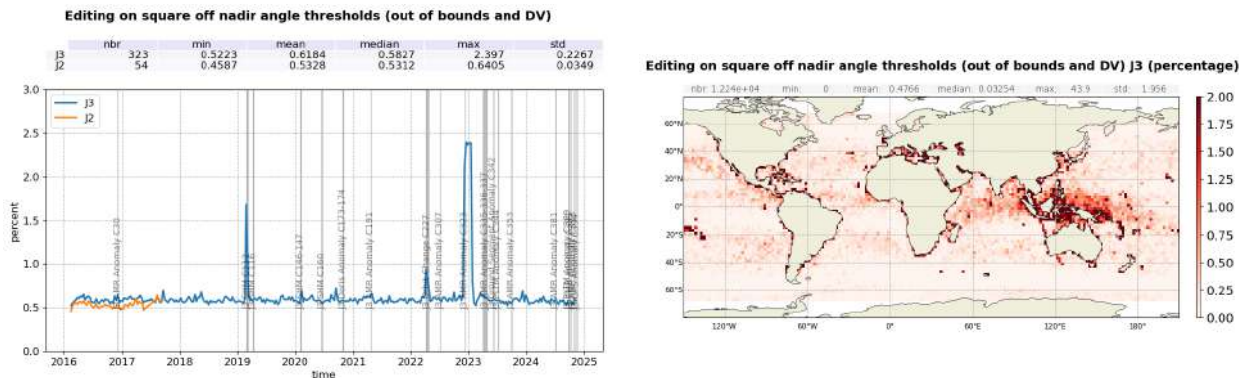 Editing on square off nadir angle thresholds (out of bounds and DV)
nbr min mean median max std
J3 323 0.5223 0.6184 0.5827 2.397 0.2267
J2 54 0.4587 0.5328 0.5312 0.6405 0.0349
3.0
2.5
2.0
1.5
1.0
0.5
0.0
percent
J3
J2
Anomaly C174
Anomaly C191
2016 2017 2018 2019 2020 2021 2022 2023 2024 2025
time
Editing on square off nadir angle thresholds (out of bounds and DV) J3 (percentage)
nbr 1.224e+04 min: 0 mean: 0.4766 median: 0.03254 max: 43.9 std: 1.956
60°N
40°N
20°N
0°
20°S
40°S
60°S
120°W 60°W 0° 60°E 120°E 180°
2.00
1.75
1.50
1.25
1.00
0.75
0.50
0.25
0.00